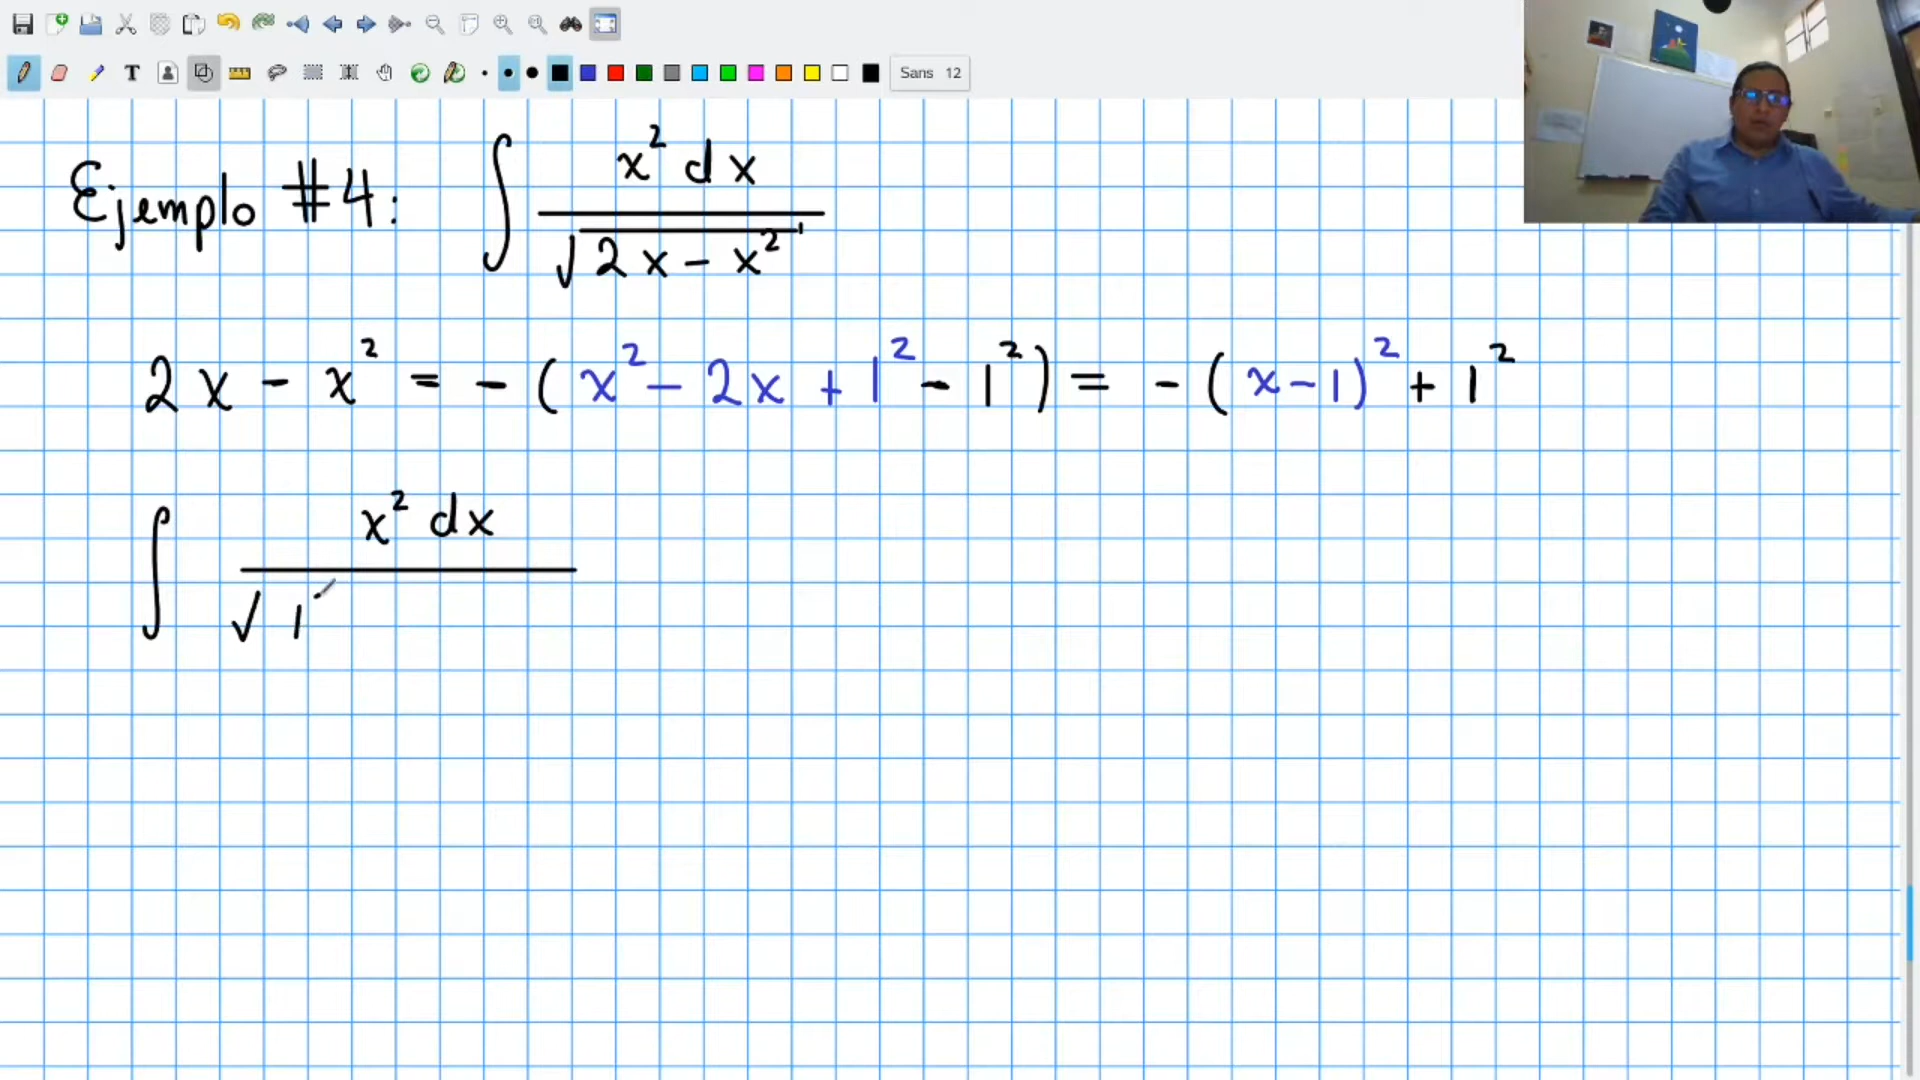 Sans 12
Ejemplo #4: ∫ x² dx / √(2x - x²)
2x - x² = -(x² - 2x + 1² - 1²) = -(x-1)² + 1²
∫ x² dx / √ 1